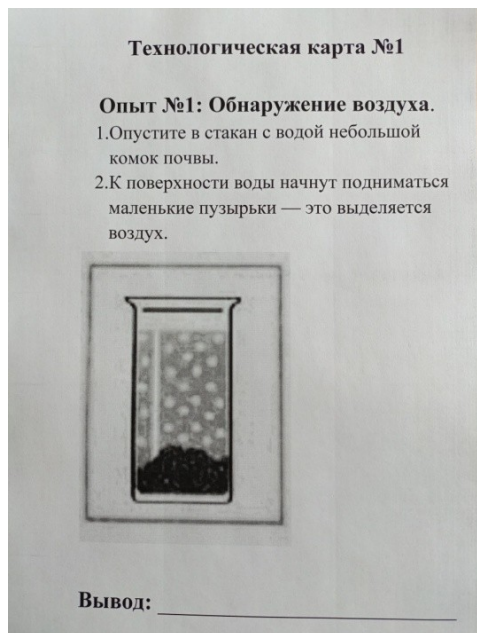 Технологическая карта №1
Опыт №1: Обнаружение воздуха.
1.Опустите в стакан с водой небольшой
комок почвы.
2.К поверхности воды начнут подниматься
маленькие пузырьки — это выделяется
воздух.
Вывод: